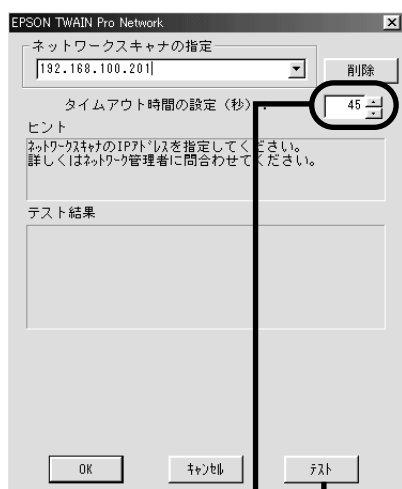 EPSON TWAIN Pro Network
ネットワークスキャナの指定
192.168.100.201
削除
タイムアウト時間の設定（秒）：
45
ヒント
ﾈｯﾄﾜｰｸｽｷｬﾅのIPｱﾄﾞﾚｽを指定してください。
詳しくはﾈｯﾄﾜｰｸ管理者に問合わせてください。
テスト結果
OK
ｷｬﾝｾﾙ
ﾃｽﾄ